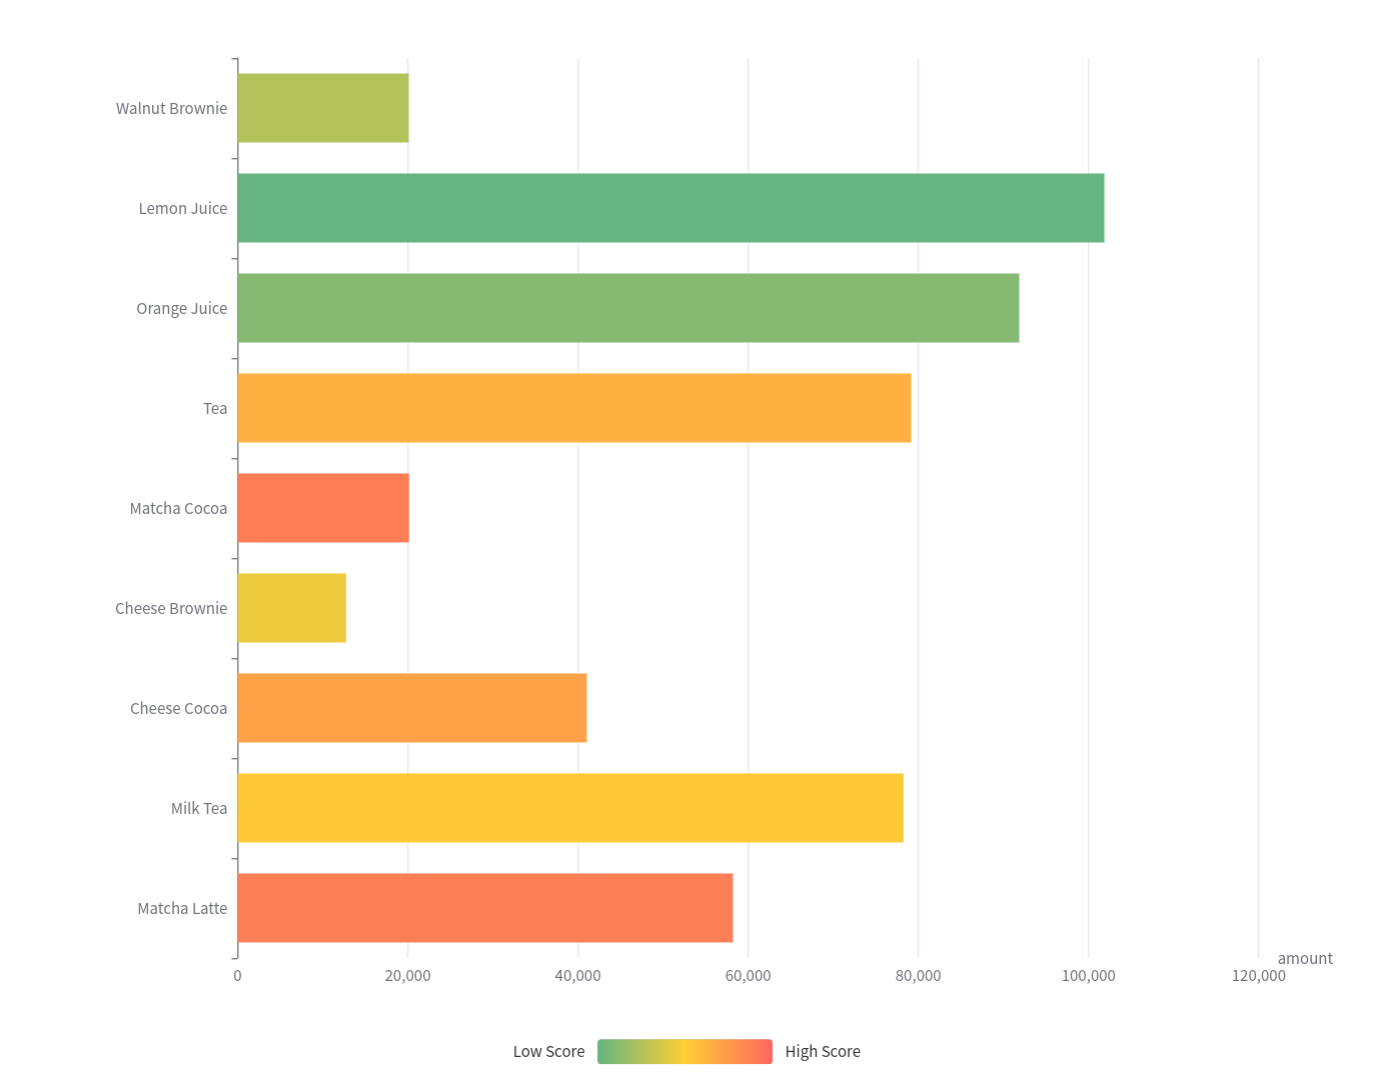 Walnut Brownie
Lemon Juice
Orange Juice
Tea
Matcha Cocoa
Cheese Brownie
Cheese Cocoa
Milk Tea
Matcha Latte
amount
0 20,000 40,000 60,000 80,000 100,000 120,000
Low Score High Score